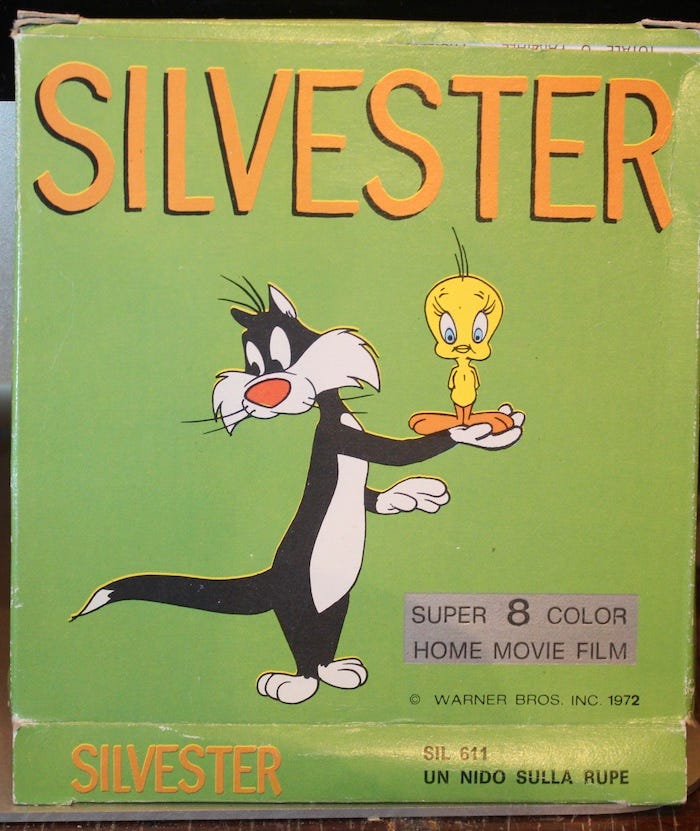 SILVESTER
SUPER 8 COLOR
HOME MOVIE FILM
© WARNER BROS. INC. 1972
SILVESTER
SIL 611
UN NIDO SULLA RUPE